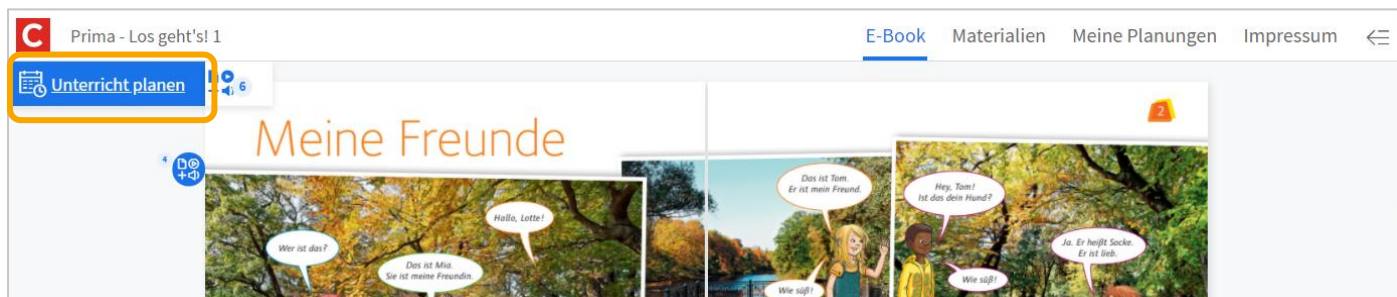 C Prima - Los geht's! 1 E-Book Materialien Meine Planungen Impressum
Unterricht planen 6
2
Meine Freunde
4
Das ist Tom.
Er ist mein Freund.
Hey, Tom!
Ist das dein Hund?
Hallo, Lotte!
Wer ist das?
Ja. Er heißt Socke.
Er ist lieb.
Das ist Mia.
Sie ist meine Freundin.
Wie süß!
Wie süß!